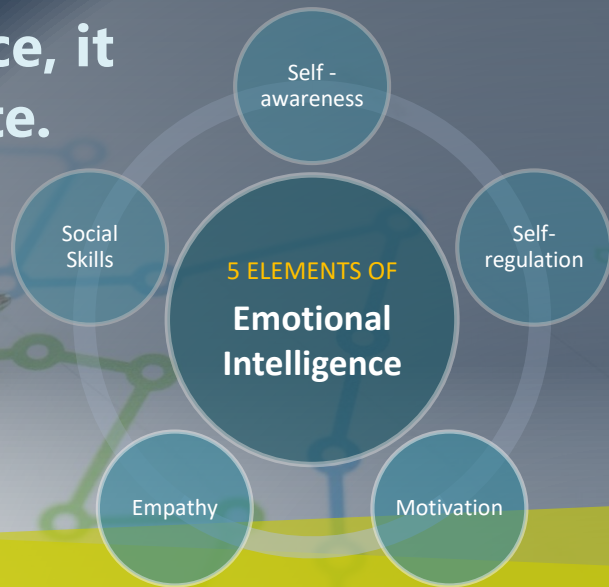 ce, it
te.
Self -
awareness
Self-
regulation
Motivation
Empathy
Social
Skills
5 ELEMENTS OF
Emotional
Intelligence